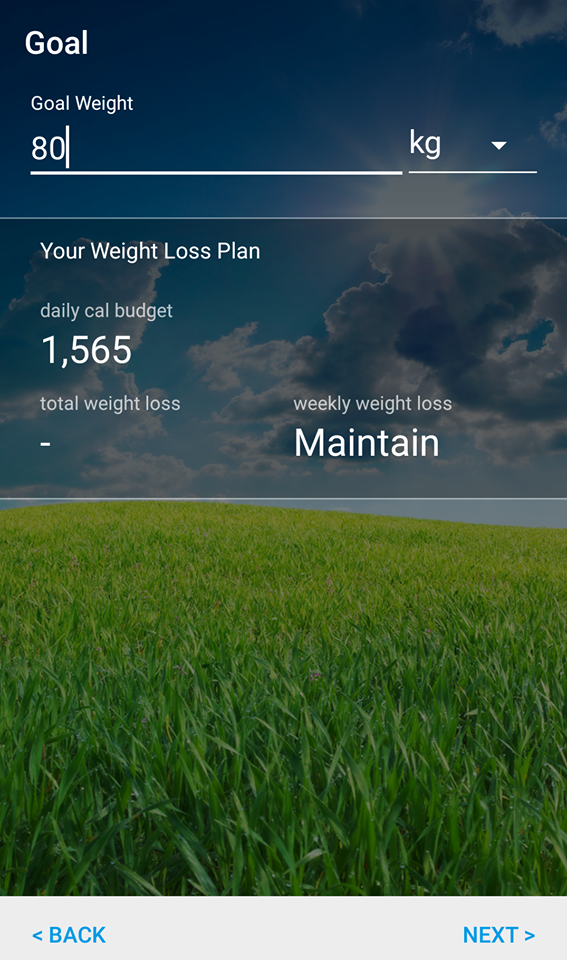 Goal
Goal Weight
80 kg
Your Weight Loss Plan
daily cal budget
1,565
total weight loss weekly weight loss
- Maintain
< BACK NEXT >